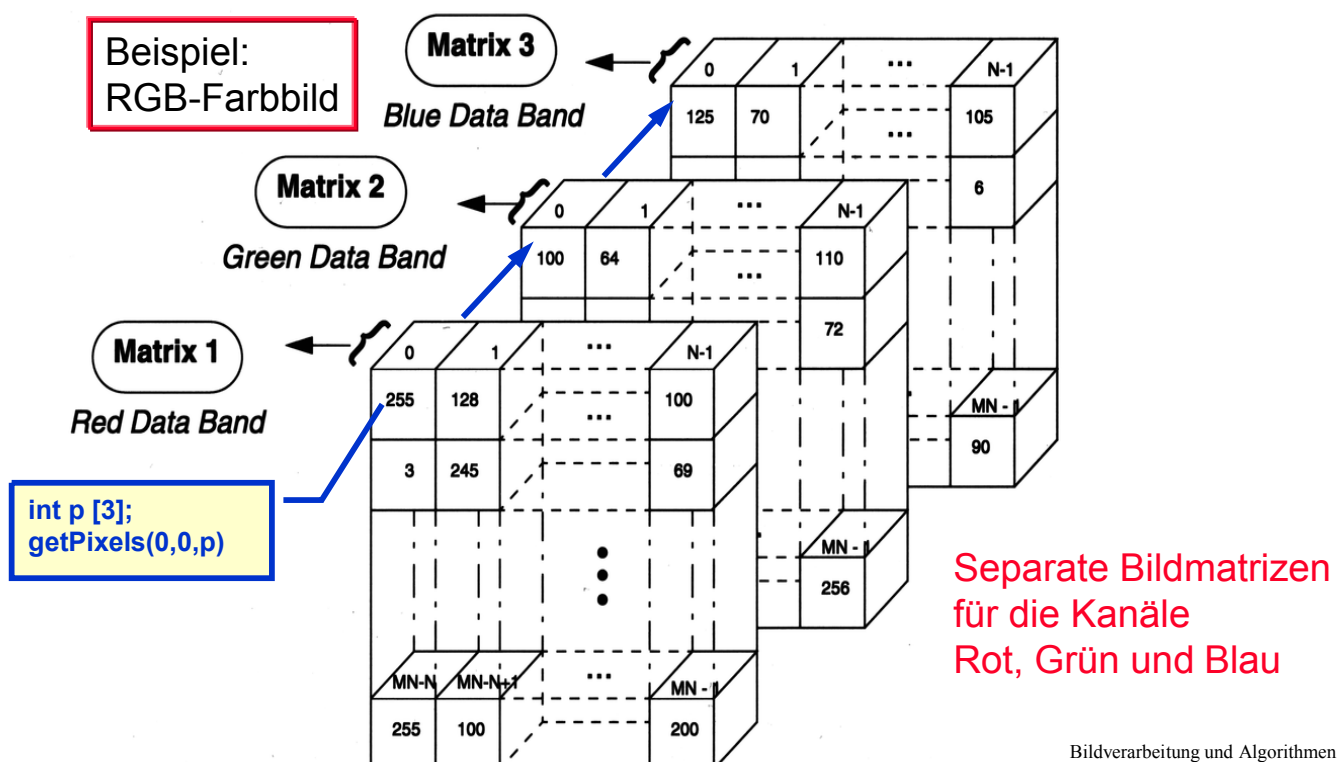 Beispiel:
RGB-Farbbild
Matrix 3
Blue Data Band
0 1 ... N-1
125 70 ... 105
6
MN - 1
90
Matrix 2
Green Data Band
0 1 ... N-1
100 64 ... 110
72
MN - 1
256
Matrix 1
Red Data Band
0 1 ... N-1
255 128 ... 100
3 245 69
MN-N MN-N+1 ... MN - 1
255 100 200
int p [3];
getPixels(0,0,p)
Separate Bildmatrizen
für die Kanäle
Rot, Grün und Blau
Bildverarbeitung und Algorithmen